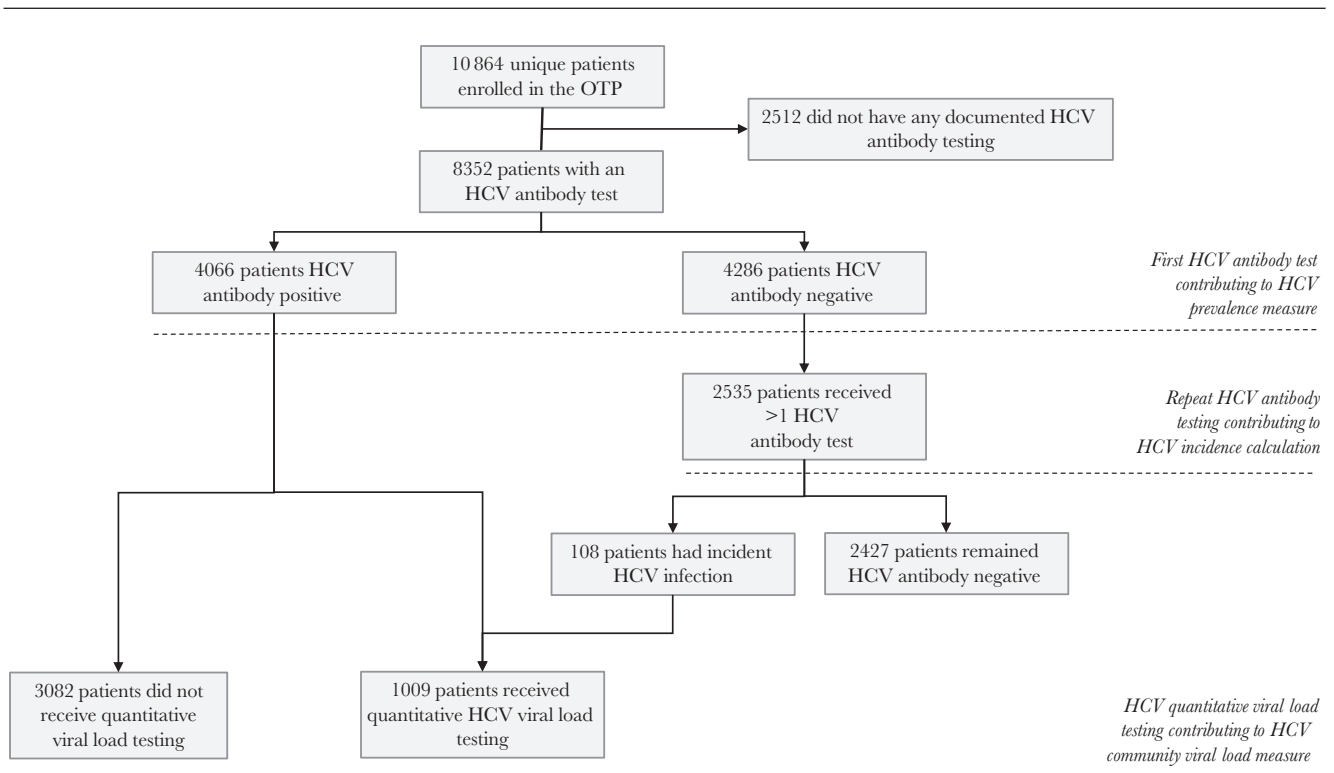 10 864 unique patients
enrolled in the OTP
2512 did not have any documented HCV
antibody testing
8352 patients with an
HCV antibody test
4066 patients HCV
antibody positive
4286 patients HCV
antibody negative
First HCV antibody test
contributing to HCV
prevalence measure
2535 patients received
>1 HCV
antibody test
Repeat HCV antibody
testing contributing to
HCV incidence calculation
108 patients had incident
HCV infection
2427 patients remained
HCV antibody negative
3082 patients did not
receive quantitative
viral load testing
1009 patients received
quantitative HCV viral load
testing
HCV quantitative viral load
testing contributing to HCV
community viral load measure